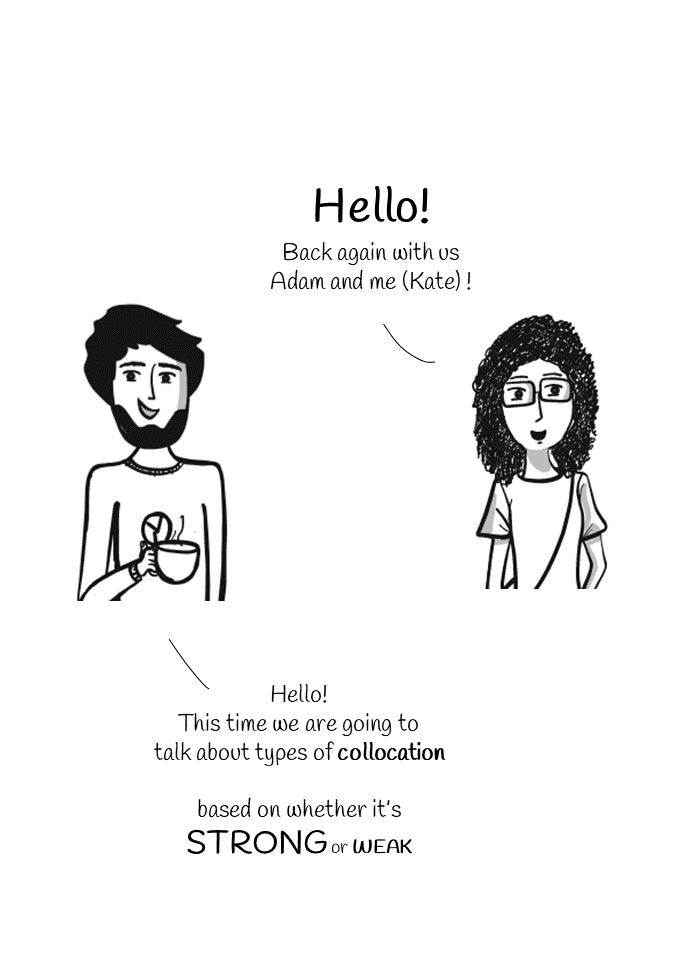 Hello!
Back again with us
Adam and me (Kate) !
Hello!
This time we are going to
talk about types of collocation
based on whether it's
STRONG or WEAK